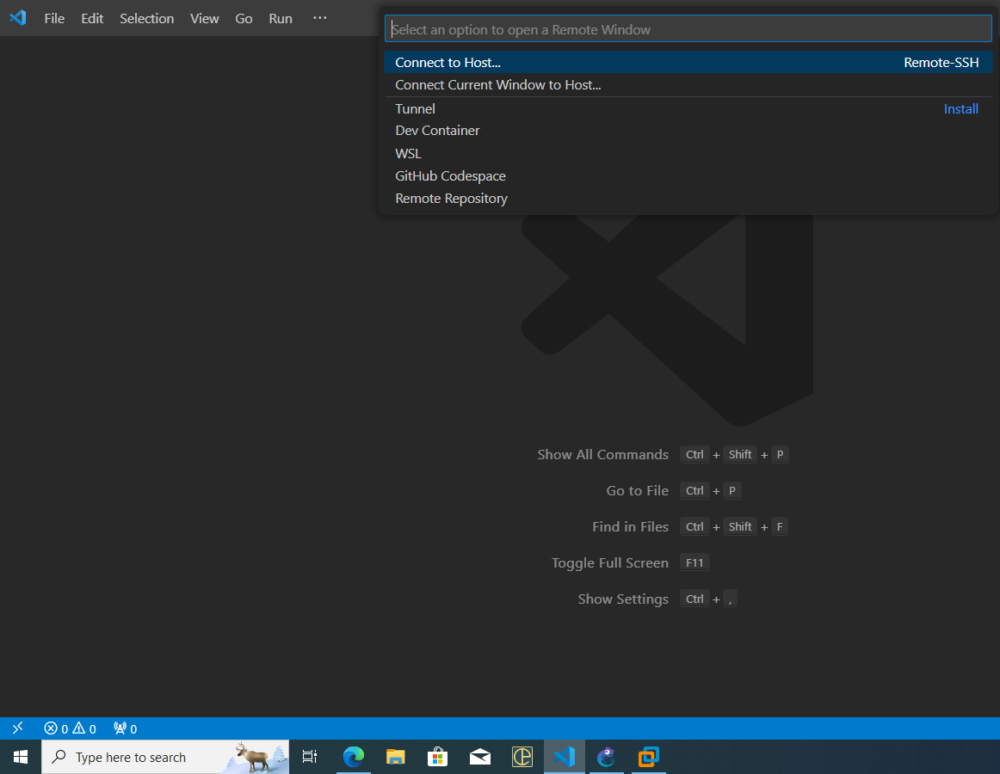 File Edit Selection View Go Run ···
Select an option to open a Remote Window
Connect to Host... Remote-SSH
Connect Current Window to Host...
Tunnel Install
Dev Container
WSL
GitHub Codespace
Remote Repository
Show All Commands Ctrl + Shift + P
Go to File Ctrl + P
Find in Files Ctrl + Shift + F
Toggle Full Screen F11
Show Settings Ctrl + ,
0 0 0
Type here to search